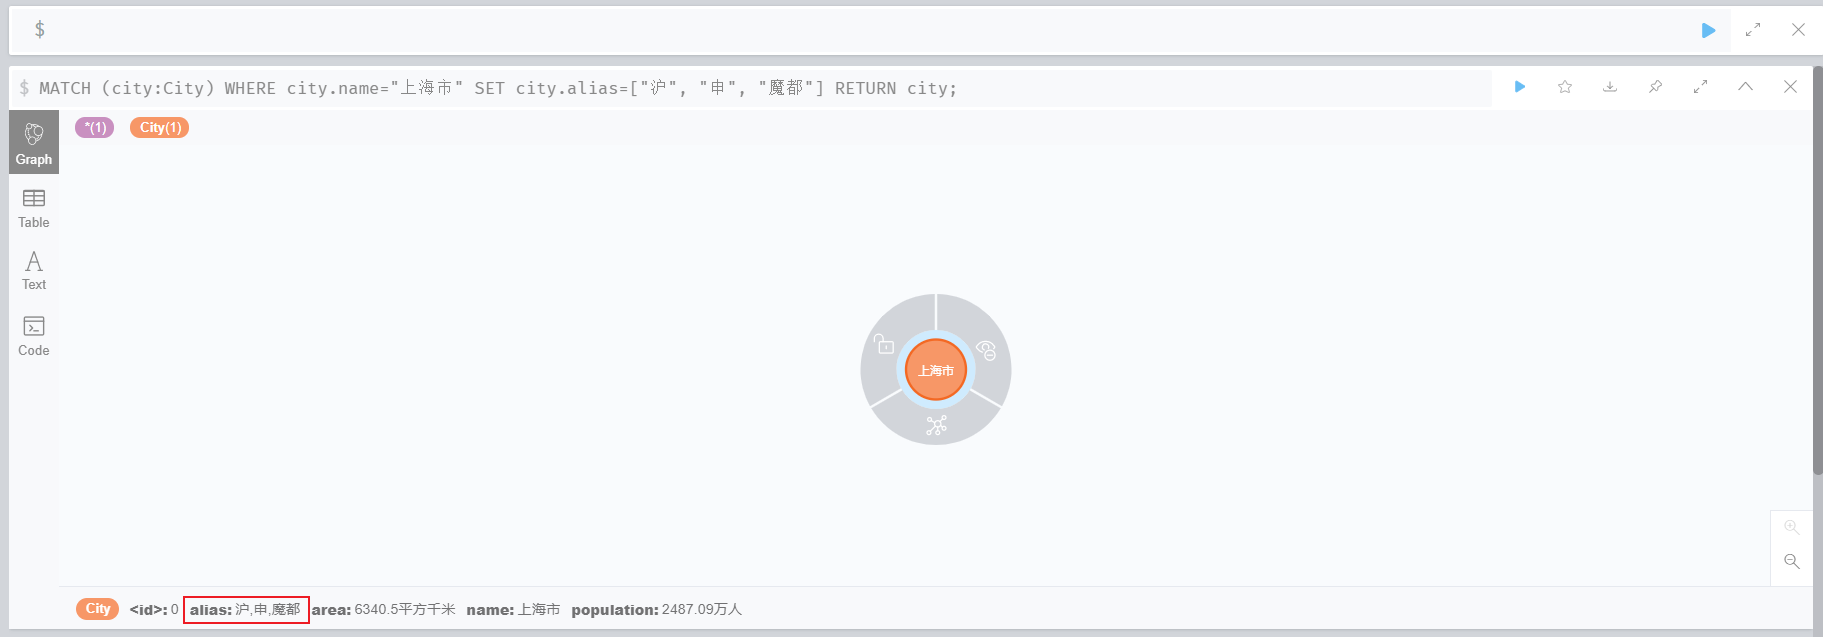 $
$ MATCH (city:City) WHERE city.name="上海市" SET city.alias=["沪", "申", "魔都"] RETURN city;
*(1) City(1)
Graph
Table
Text
Code
上海市
City <id>: 0 alias: 沪,申,魔都 area: 6340.5平方千米 name: 上海市 population: 2487.09万人